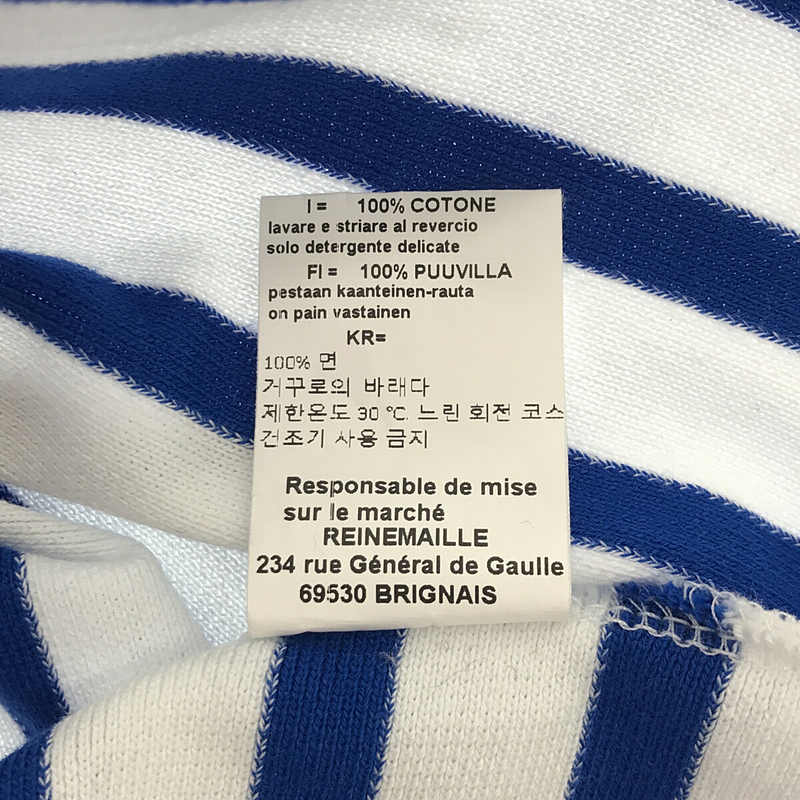 I = 100% COTONE
lavare e striare al revercio
solo detergente delicate
FI = 100% PUUVILLA
pestaan kaanteinen-rauta
on pain vastainen
KR=
100% 면
거꾸로의 바래다
제한온도 30 °C. 느린 회전 코스
건조기 사용 금지
Responsable de mise
sur le marché
REINEMAILLE
234 rue Général de Gaulle
69530 BRIGNAIS